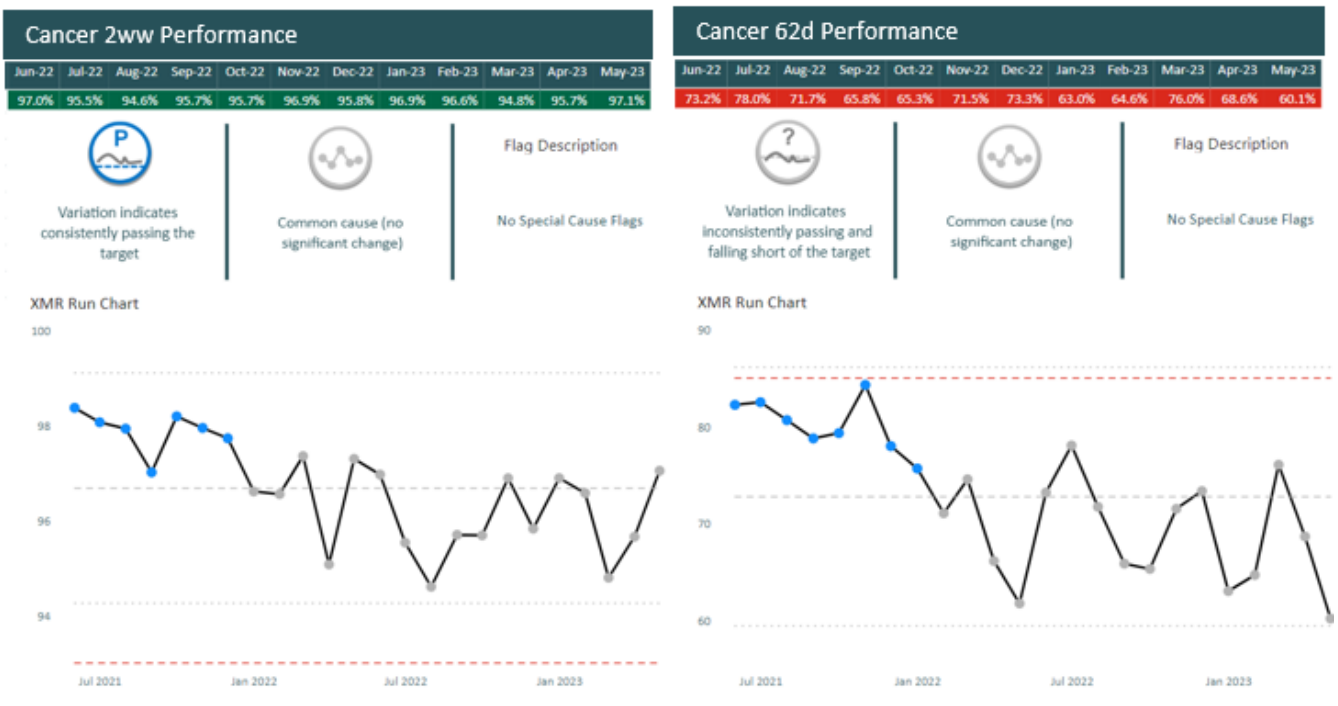 Cancer 2ww Performance
Jun-22 Jul-22 Aug-22 Sep-22 Oct-22 Nov-22 Dec-22 Jan-23 Feb-23 Mar-23 Apr-23 May-23
97.0% 95.5% 94.6% 95.7% 95.7% 96.9% 95.8% 96.9% 96.6% 94.8% 95.7% 97.1%
P
Variation indicates
consistently passing the
target
Common cause (no
significant change)
Flag Description
No Special Cause Flags
XMR Run Chart
100
98
96
94
Jul 2021 Jan 2022 Jul 2022 Jan 2023
Cancer 62d Performance
Jun-22 Jul-22 Aug-22 Sep-22 Oct-22 Nov-22 Dec-22 Jan-23 Feb-23 Mar-23 Apr-23 May-23
73.2% 78.0% 71.7% 65.8% 65.3% 71.5% 73.3% 63.0% 64.6% 76.0% 68.6% 60.1%
?
Variation indicates
inconsistently passing and
falling short of the target
Common cause (no
significant change)
Flag Description
No Special Cause Flags
XMR Run Chart
90
80
70
60
Jul 2021 Jan 2022 Jul 2022 Jan 2023